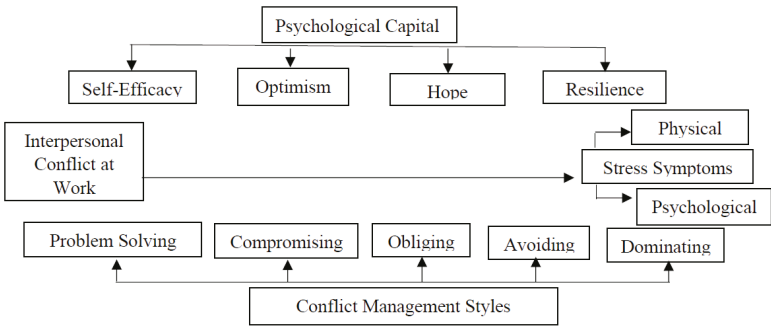 Psychological Capital
Self-Efficacy
Optimism
Hope
Resilience
Interpersonal
Conflict at
Work
Physical
Stress Symptoms
Psychological
Problem Solving
Compromising
Obliging
Avoiding
Dominating
Conflict Management Styles